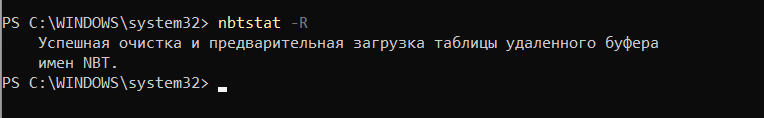 PS C:\WINDOWS\system32> nbtstat -R
Успешная очистка и предварительная загрузка таблицы удаленного буфера
имен NBT.
PS C:\WINDOWS\system32>